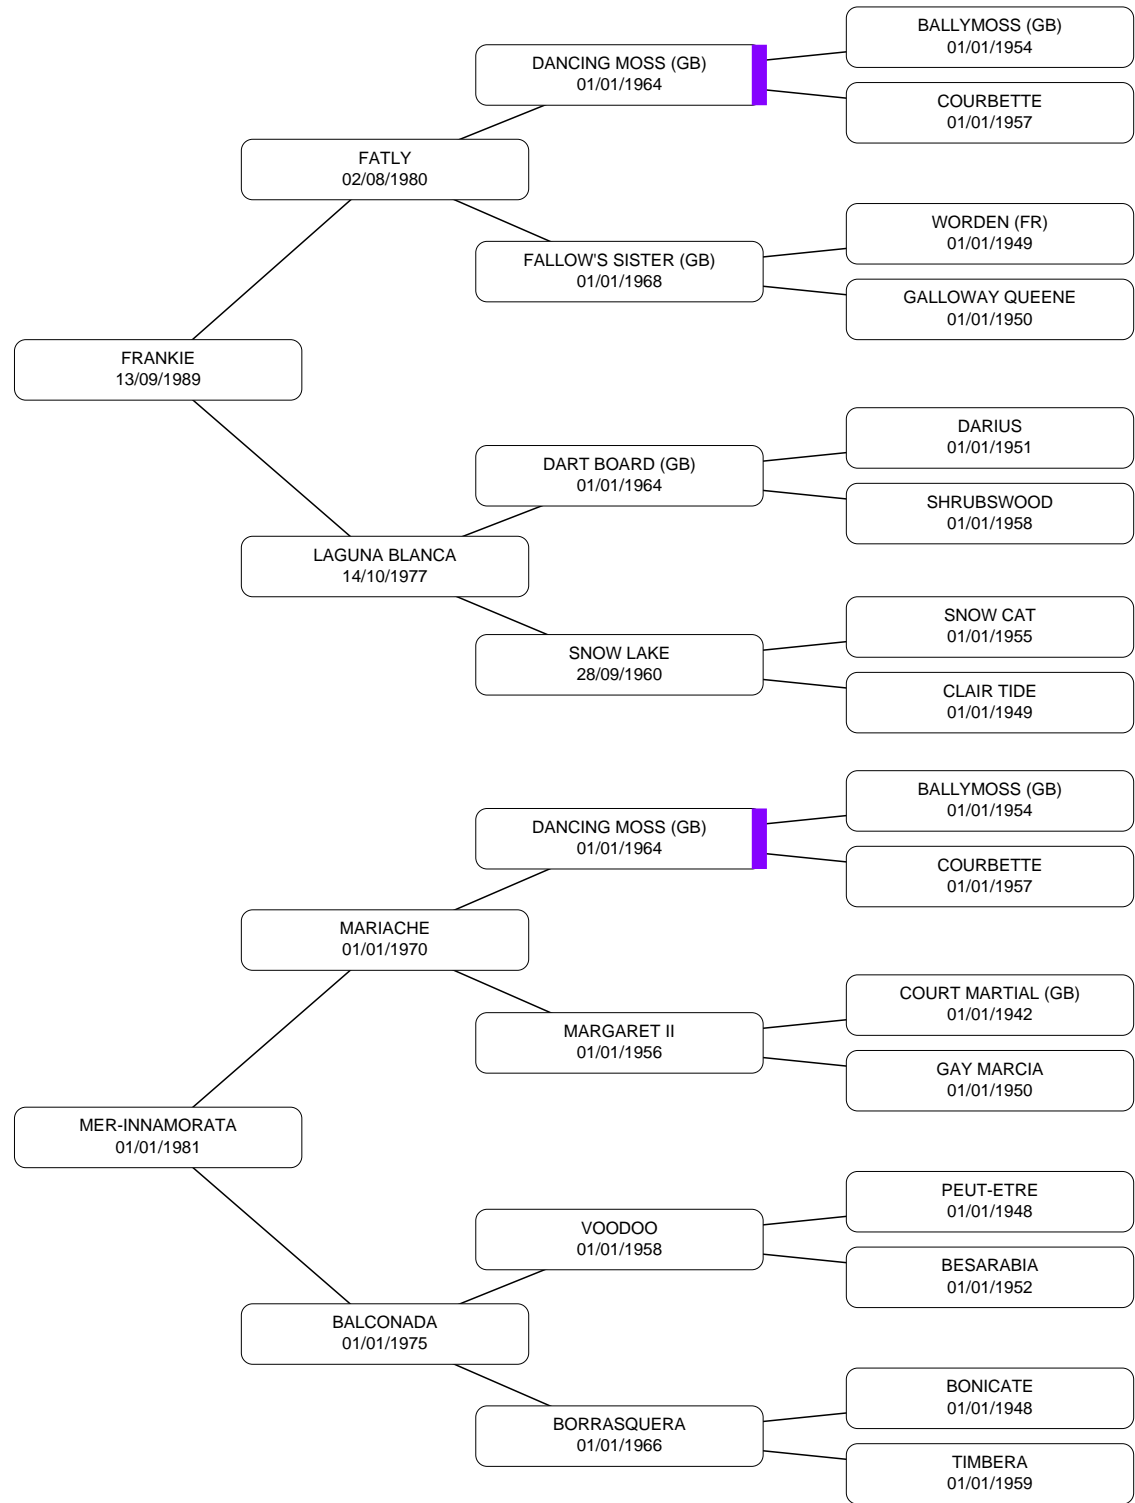 BALLYMOSS (GB)
01/01/1954
DANCING MOSS (GB)
01/01/1964
COURBETTE
01/01/1957
FATLY
02/08/1980
WORDEN (FR)
01/01/1949
FALLOW'S SISTER (GB)
01/01/1968
GALLOWAY QUEENE
01/01/1950
FRANKIE
13/09/1989
DARIUS
01/01/1951
DART BOARD (GB)
01/01/1964
SHRUBSWOOD
01/01/1958
LAGUNA BLANCA
14/10/1977
SNOW CAT
01/01/1955
SNOW LAKE
28/09/1960
CLAIR TIDE
01/01/1949
BALLYMOSS (GB)
01/01/1954
DANCING MOSS (GB)
01/01/1964
COURBETTE
01/01/1957
MARIACHE
01/01/1970
COURT MARTIAL (GB)
01/01/1942
MARGARET II
01/01/1956
GAY MARCIA
01/01/1950
MER-INNAMORATA
01/01/1981
PEUT-ETRE
01/01/1948
VOODOO
01/01/1958
BESARABIA
01/01/1952
BALCONADA
01/01/1975
BONICATE
01/01/1948
BORRASQUERA
01/01/1966
TIMBERA
01/01/1959